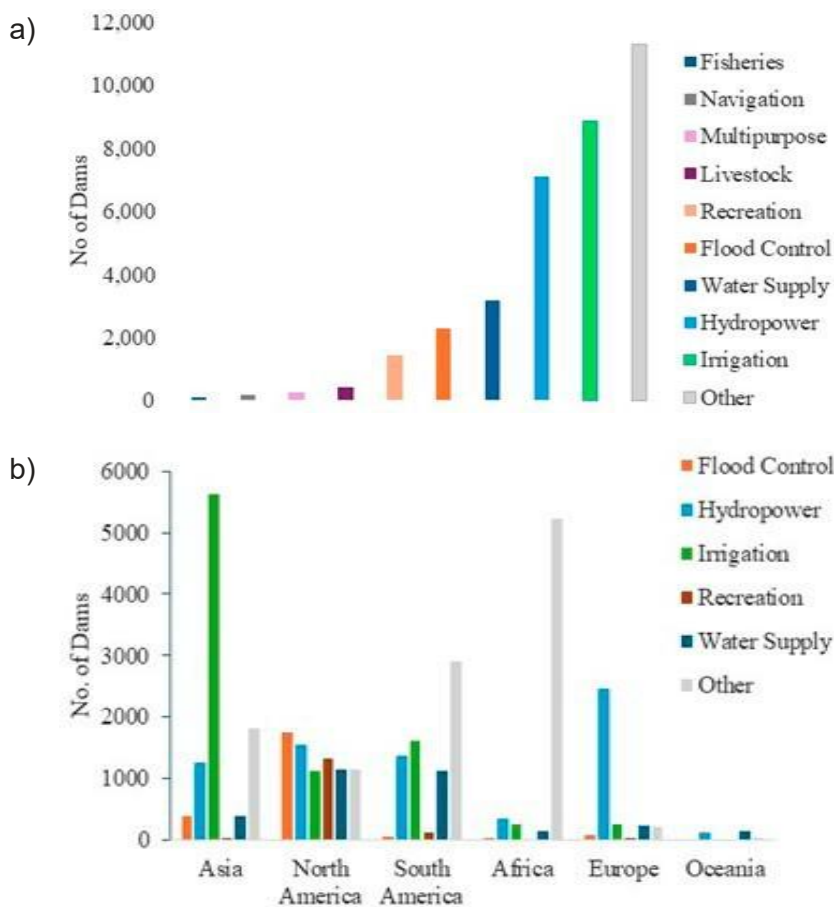 a)
12,000
10,000
8,000
6,000
4,000
2,000
0
No of Dams
Fisheries
Navigation
Multipurpose
Livestock
Recreation
Flood Control
Water Supply
Hydropower
Irrigation
Other
b)
6000
5000
4000
3000
2000
1000
0
No. of Dams
Flood Control
Hydropower
Irrigation
Recreation
Water Supply
Other
Asia
North
America
South
America
Africa
Europe
Oceania